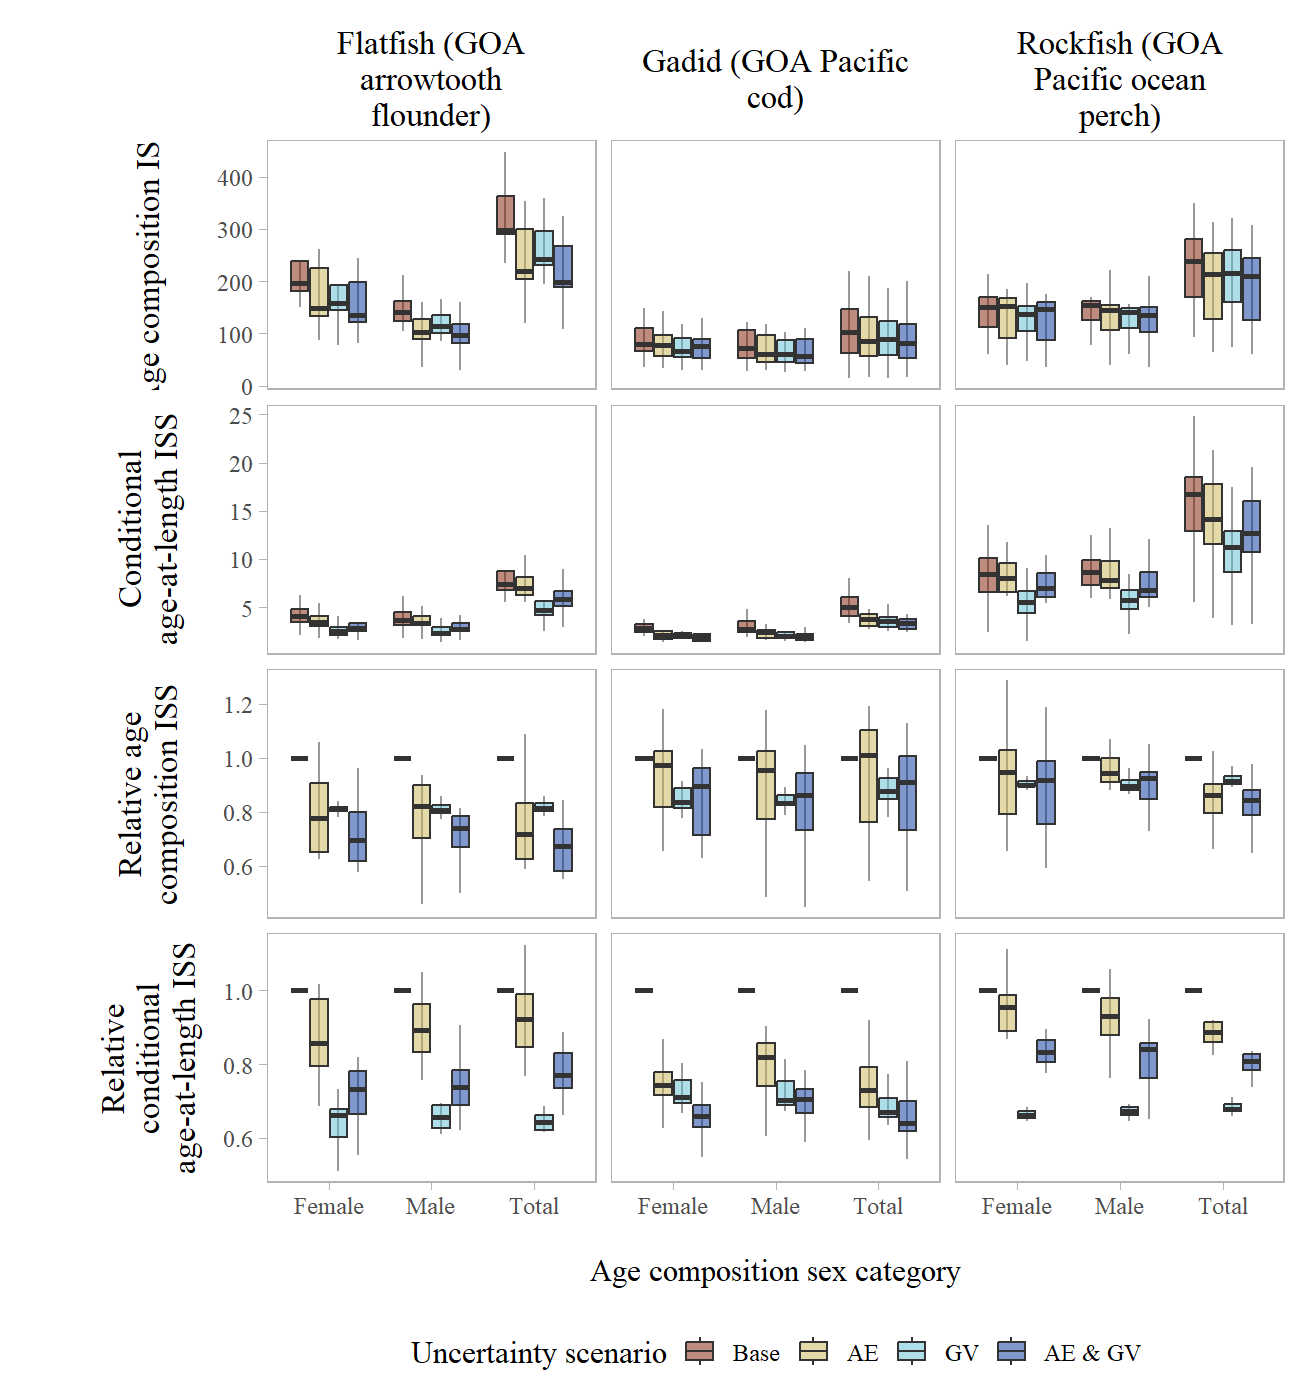 Flatfish (GOA
arrowtooth
flounder)
Gadid (GOA Pacific
cod)
Rockfish (GOA
Pacific ocean
perch)
ge composition IS
400
300
200
100
0
Conditional
age-at-length ISS
25
20
15
10
5
Relative age
composition ISS
1.2
1.0
0.8
0.6
Relative
conditional
age-at-length ISS
1.0
0.8
0.6
Female Male Total
Female Male Total
Female Male Total
Age composition sex category
Uncertainty scenario Base AE GV AE & GV